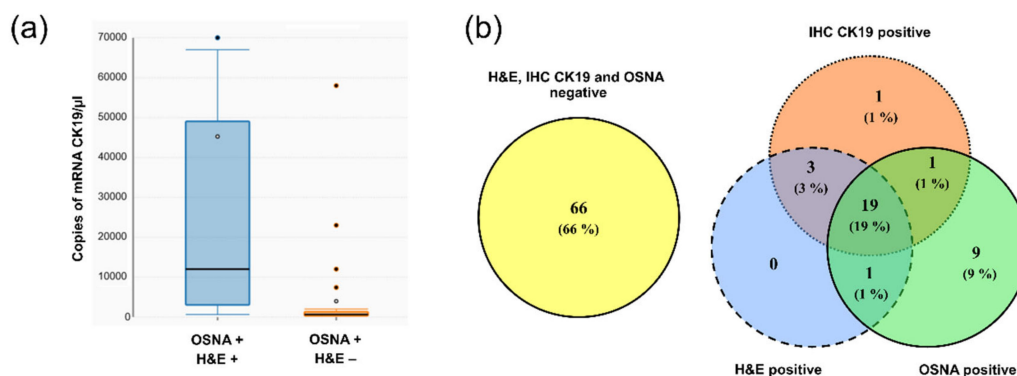 (a)
Copies of mRNA CK19/µl
70000
60000
50000
40000
30000
20000
10000
0
OSNA +
H&E +
OSNA +
H&E –
(b)
H&E, IHC CK19 and OSNA
negative
66
(66 %)
IHC CK19 positive
1
(1 %)
3
(3 %)
1
(1 %)
19
(19 %)
0
1
(1 %)
9
(9 %)
H&E positive
OSNA positive